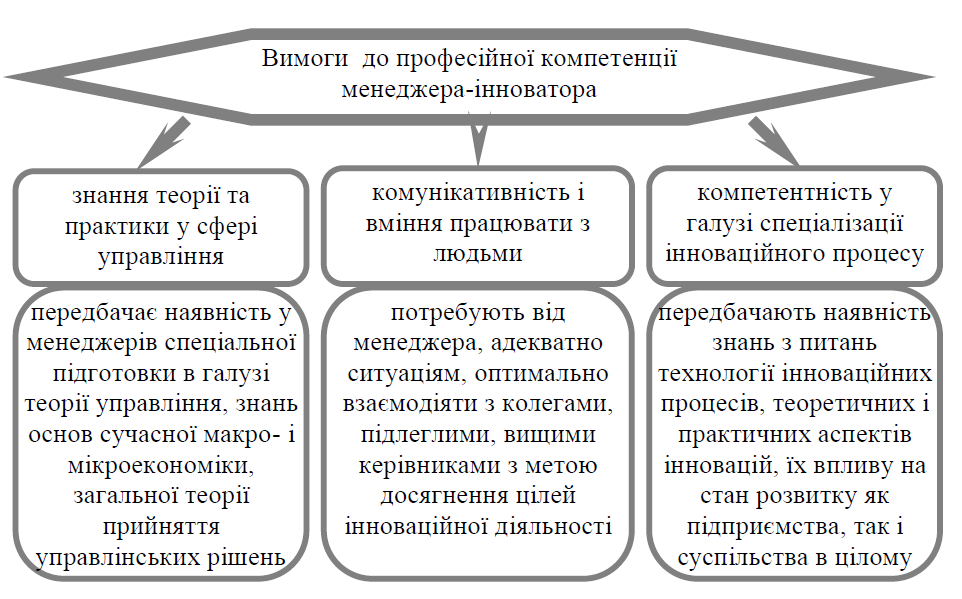 Вимоги до професійної компетенції
менеджера-інноватора
знання теорії та
практики у сфері
управління
комунікативність і
вміння працювати з
людьми
компетентність у
галузі спеціалізації
інноваційного процесу
передбачає наявність у
менеджерів спеціальної
підготовки в галузі
теорії управління, знань
основ сучасної макро- і
мікроекономіки,
загальної теорії
прийняття
управлінських рішень
потребують від
менеджера, адекватно
ситуаціям, оптимально
взаємодіяти з колегами,
підлеглими, вищими
керівниками з метою
досягнення цілей
інноваційної діяльності
передбачають наявність
знань з питань
технології інноваційних
процесів, теоретичних і
практичних аспектів
інновацій, їх впливу на
стан розвитку як
підприємства, так і
суспільства в цілому